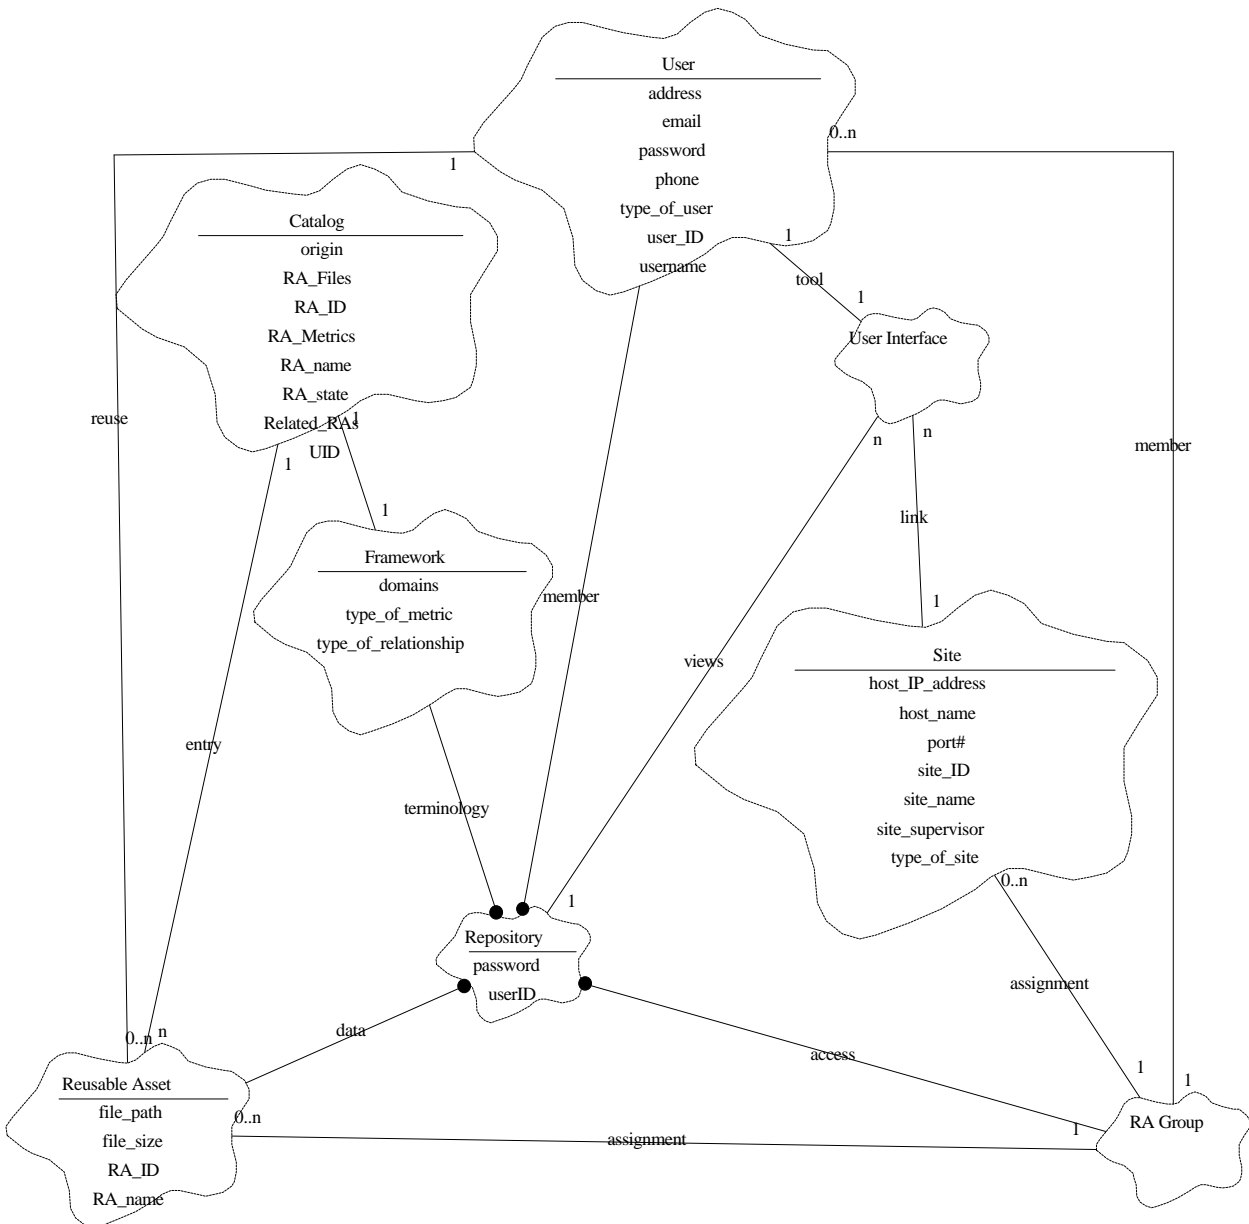 User
address
email
password
phone
type_of_user
user_ID
username
0..n
1
1
tool
1
User Interface
Catalog
origin
RA_Files
RA_ID
RA_Metrics
RA_name
RA_state
Related_RAs
UID
1
1
reuse
member
n
n
link
1
1
Framework
domains
type_of_metric
type_of_relationship
member
views
entry
terminology
Site
host_IP_address
host_name
port#
site_ID
site_name
site_supervisor
type_of_site
0..n
1
Repository
password
userID
assignment
data
access
0..n
n
1
1
Reusable Asset
file_path
file_size
RA_ID
RA_name
0..n
assignment
1
RA Group